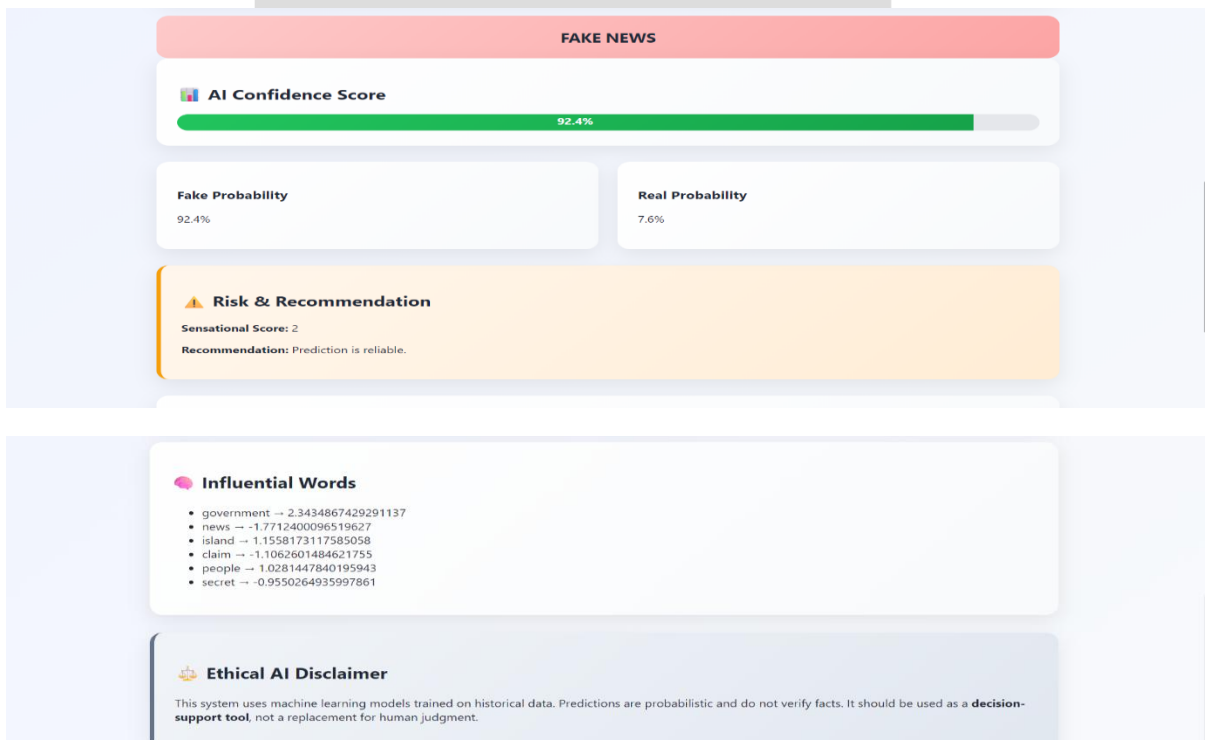 FAKE NEWS
AI Confidence Score
92.4%
Fake Probability
92.4%
Real Probability
7.6%
Risk & Recommendation
Sensational Score: 2
Recommendation: Prediction is reliable.
Influential Words
• government → 2.3434867429291137
• news → -1.7712400096519627
• island → 1.1558173117585058
• claim → -1.1062601484621755
• people → 1.0281447840195943
• secret → -0.9550264935997861
Ethical AI Disclaimer
This system uses machine learning models trained on historical data. Predictions are probabilistic and do not verify facts. It should be used as a decision-
support tool, not a replacement for human judgment.